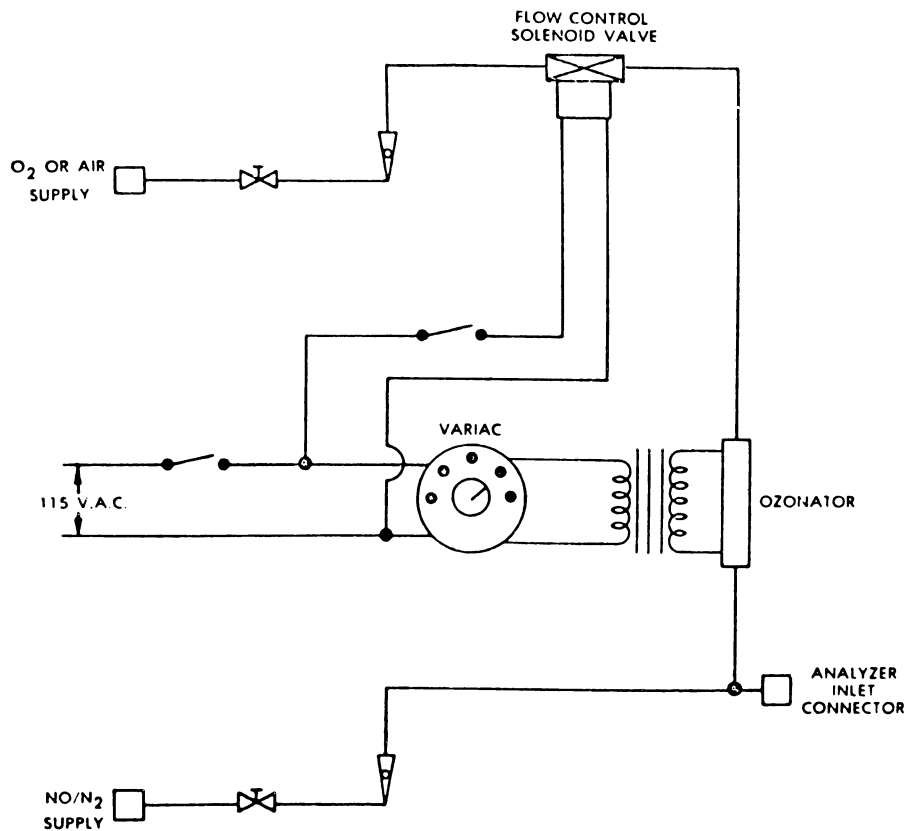 FLOW CONTROL
SOLENOID VALVE
O2 OR AIR
SUPPLY
VARIAC
115 V.A.C.
OZONATOR
ANALYZER
INLET
CONNECTOR
NO/N2
SUPPLY